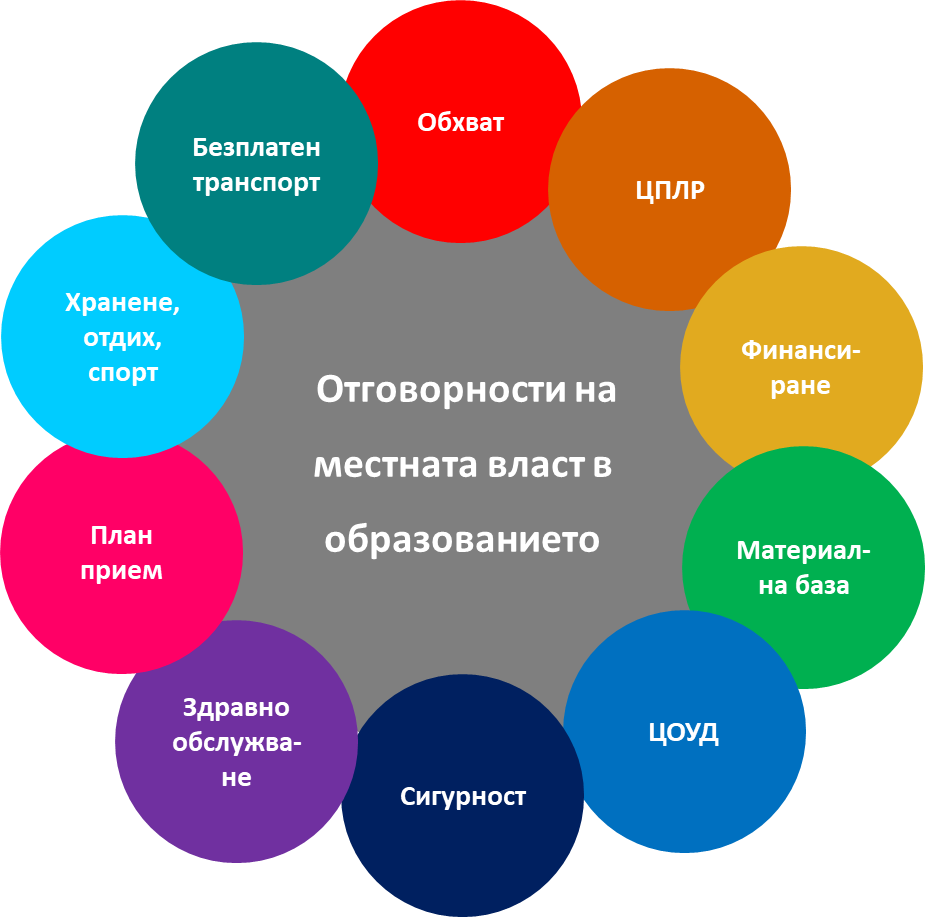 Обхват
ЦПЛР
Финанси-
ране
Материал-
на база
ЦОУД
Сигурност
Здравно
обслужва-
не
План
прием
Хранене,
отдих,
спорт
Безплатен
транспорт
Отговорности на
местната власт в
образованието